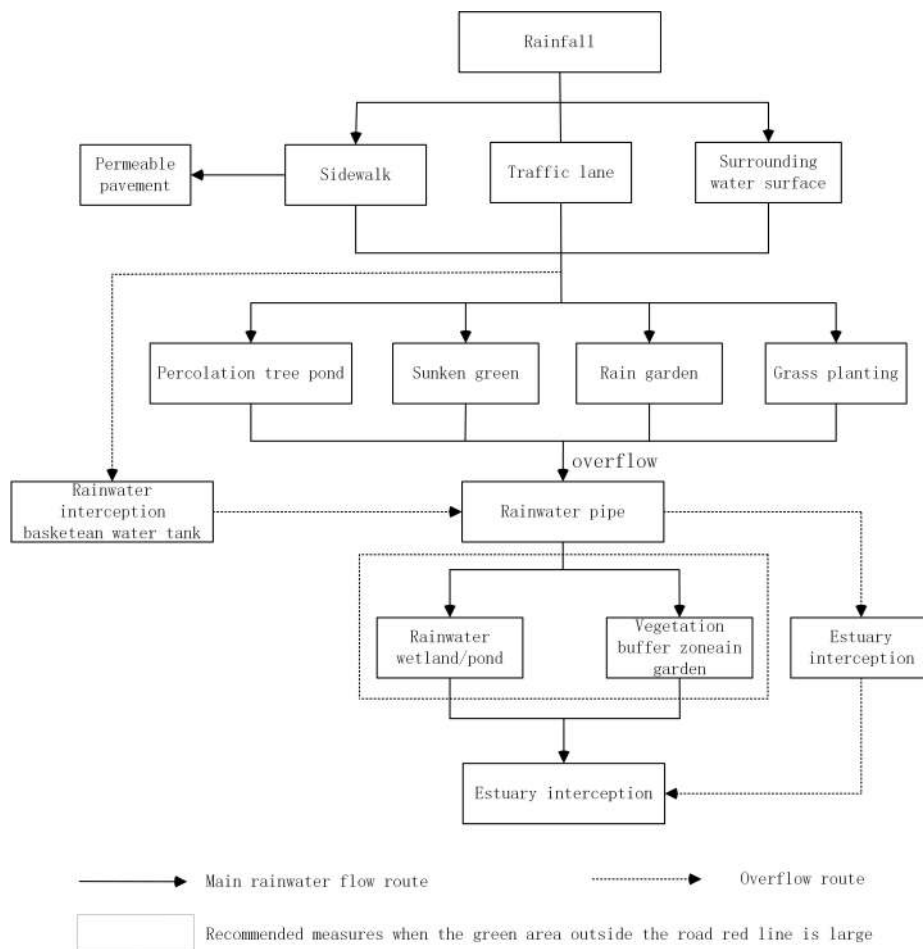 Rainfall
Permeable
pavement
Sidewalk
Traffic lane
Surrounding
water surface
Percolation tree pond
Sunken green
Rain garden
Grass planting
overflow
Rainwater
interception
basketean water tank
Rainwater pipe
Rainwater
wetland/pond
Vegetation
buffer zoneain
garden
Estuary
interception
Estuary interception
Main rainwater flow route
Overflow route
Recommended measures when the green area outside the road red line is large